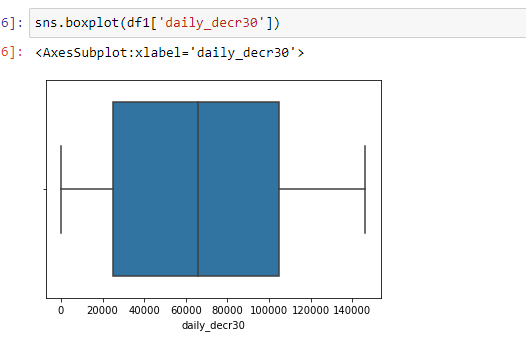 6]: sns.boxplot(df1['daily_decr30'])
6]: <AxesSubplot:xlabel='daily_decr30'>
0 20000 40000 60000 80000 100000 120000 140000
daily_decr30